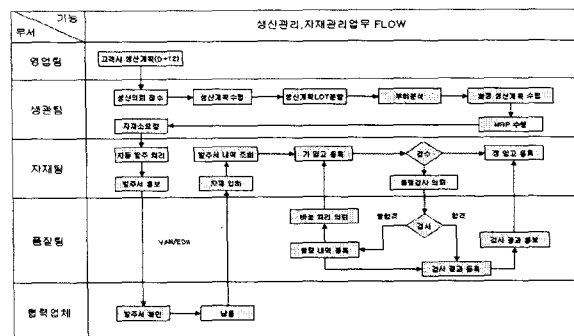 기능
부서
생산관리,자재관리업무 FLOW
영업팀
고객사 생산계획(D+12)
생관팀
생산의뢰 접수
생산계획수립
생산계획LOT분할
부하분석
확정 생산계획 수립
자재소요량
MRP 수행
자재팀
자동 발주 처리
발주서 내역 조회
가 입고 등록
검수
정 입고 등록
발주서 통보
자재 입하
품질검사 의뢰
품질팀
VAN/EDI
반품 처리 의뢰
불합격
합격
검사
불량 내역 등록
검사 결과 등록
검사 결과 통보
협력업체
발주서 확인
납품